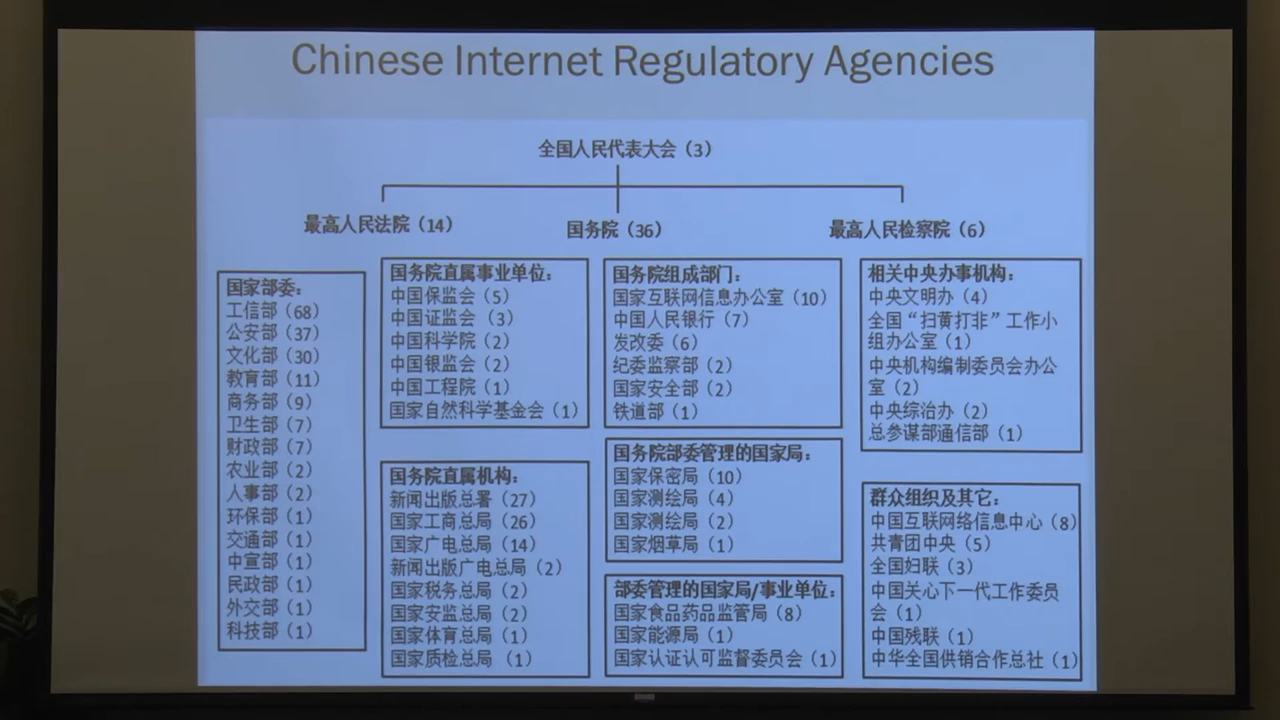 Chinese Internet Regulatory Agencies
全国人民代表大会（3）
最高人民法院（14）
国务院（36）
最高人民检察院（6）
国家部委：
工信部（68）
公安部（37）
文化部（30）
教育部（11）
商务部（9）
卫生部（7）
财政部（7）
农业部（2）
人事部（2）
环保部（1）
交通部（1）
中宣部（1）
民政部（1）
外交部（1）
科技部（1）
国务院直属事业单位：
中国保监会（5）
中国证监会（3）
中国科学院（2）
中国银监会（2）
中国工程院（1）
国家自然科学基金会（1）
国务院直属机构：
新闻出版总署（27）
国家工商总局（26）
国家广电总局（14）
新闻出版广电总局（2）
国家税务总局（2）
国家安监总局（2）
国家体育总局（1）
国家质检总局（1）
国务院组成部门：
国家互联网信息办公室（10）
中国人民银行（7）
发改委（6）
纪委监察部（2）
国家安全部（2）
铁道部（1）
国务院部委管理的国家局：
国家保密局（10）
国家测绘局（4）
国家测绘局（2）
国家烟草局（1）
部委管理的国家局/事业单位：
国家食品药品监管局（8）
国家能源局（1）
国家认证认可监督委员会（1）
相关中央办事机构：
中央文明办（4）
全国“扫黄打非”工作小
组办公室（1）
中央机构编制委员会办公
室（2）
中央综治办（2）
总参谋部通信部（1）
群众组织及其它：
中国互联网络信息中心（8）
共青团中央（5）
全国妇联（3）
中国关心下一代工作委员
会（1）
中国残联（1）
中华全国供销合作总社（1）